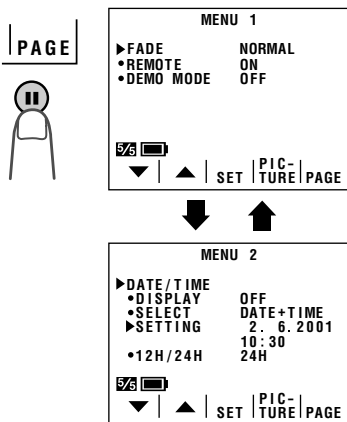 PAGE
MENU 1
▶FADE NORMAL
•REMOTE ON
•DEMO MODE OFF
5/5
▼ ▲ SET PIC-TURE PAGE
MENU 2
▶DATE/TIME
•DISPLAY OFF
•SELECT DATE+TIME
▶SETTING 2. 6.2001
10:30
•12H/24H 24H
5/5
▼ ▲ SET PIC-TURE PAGE